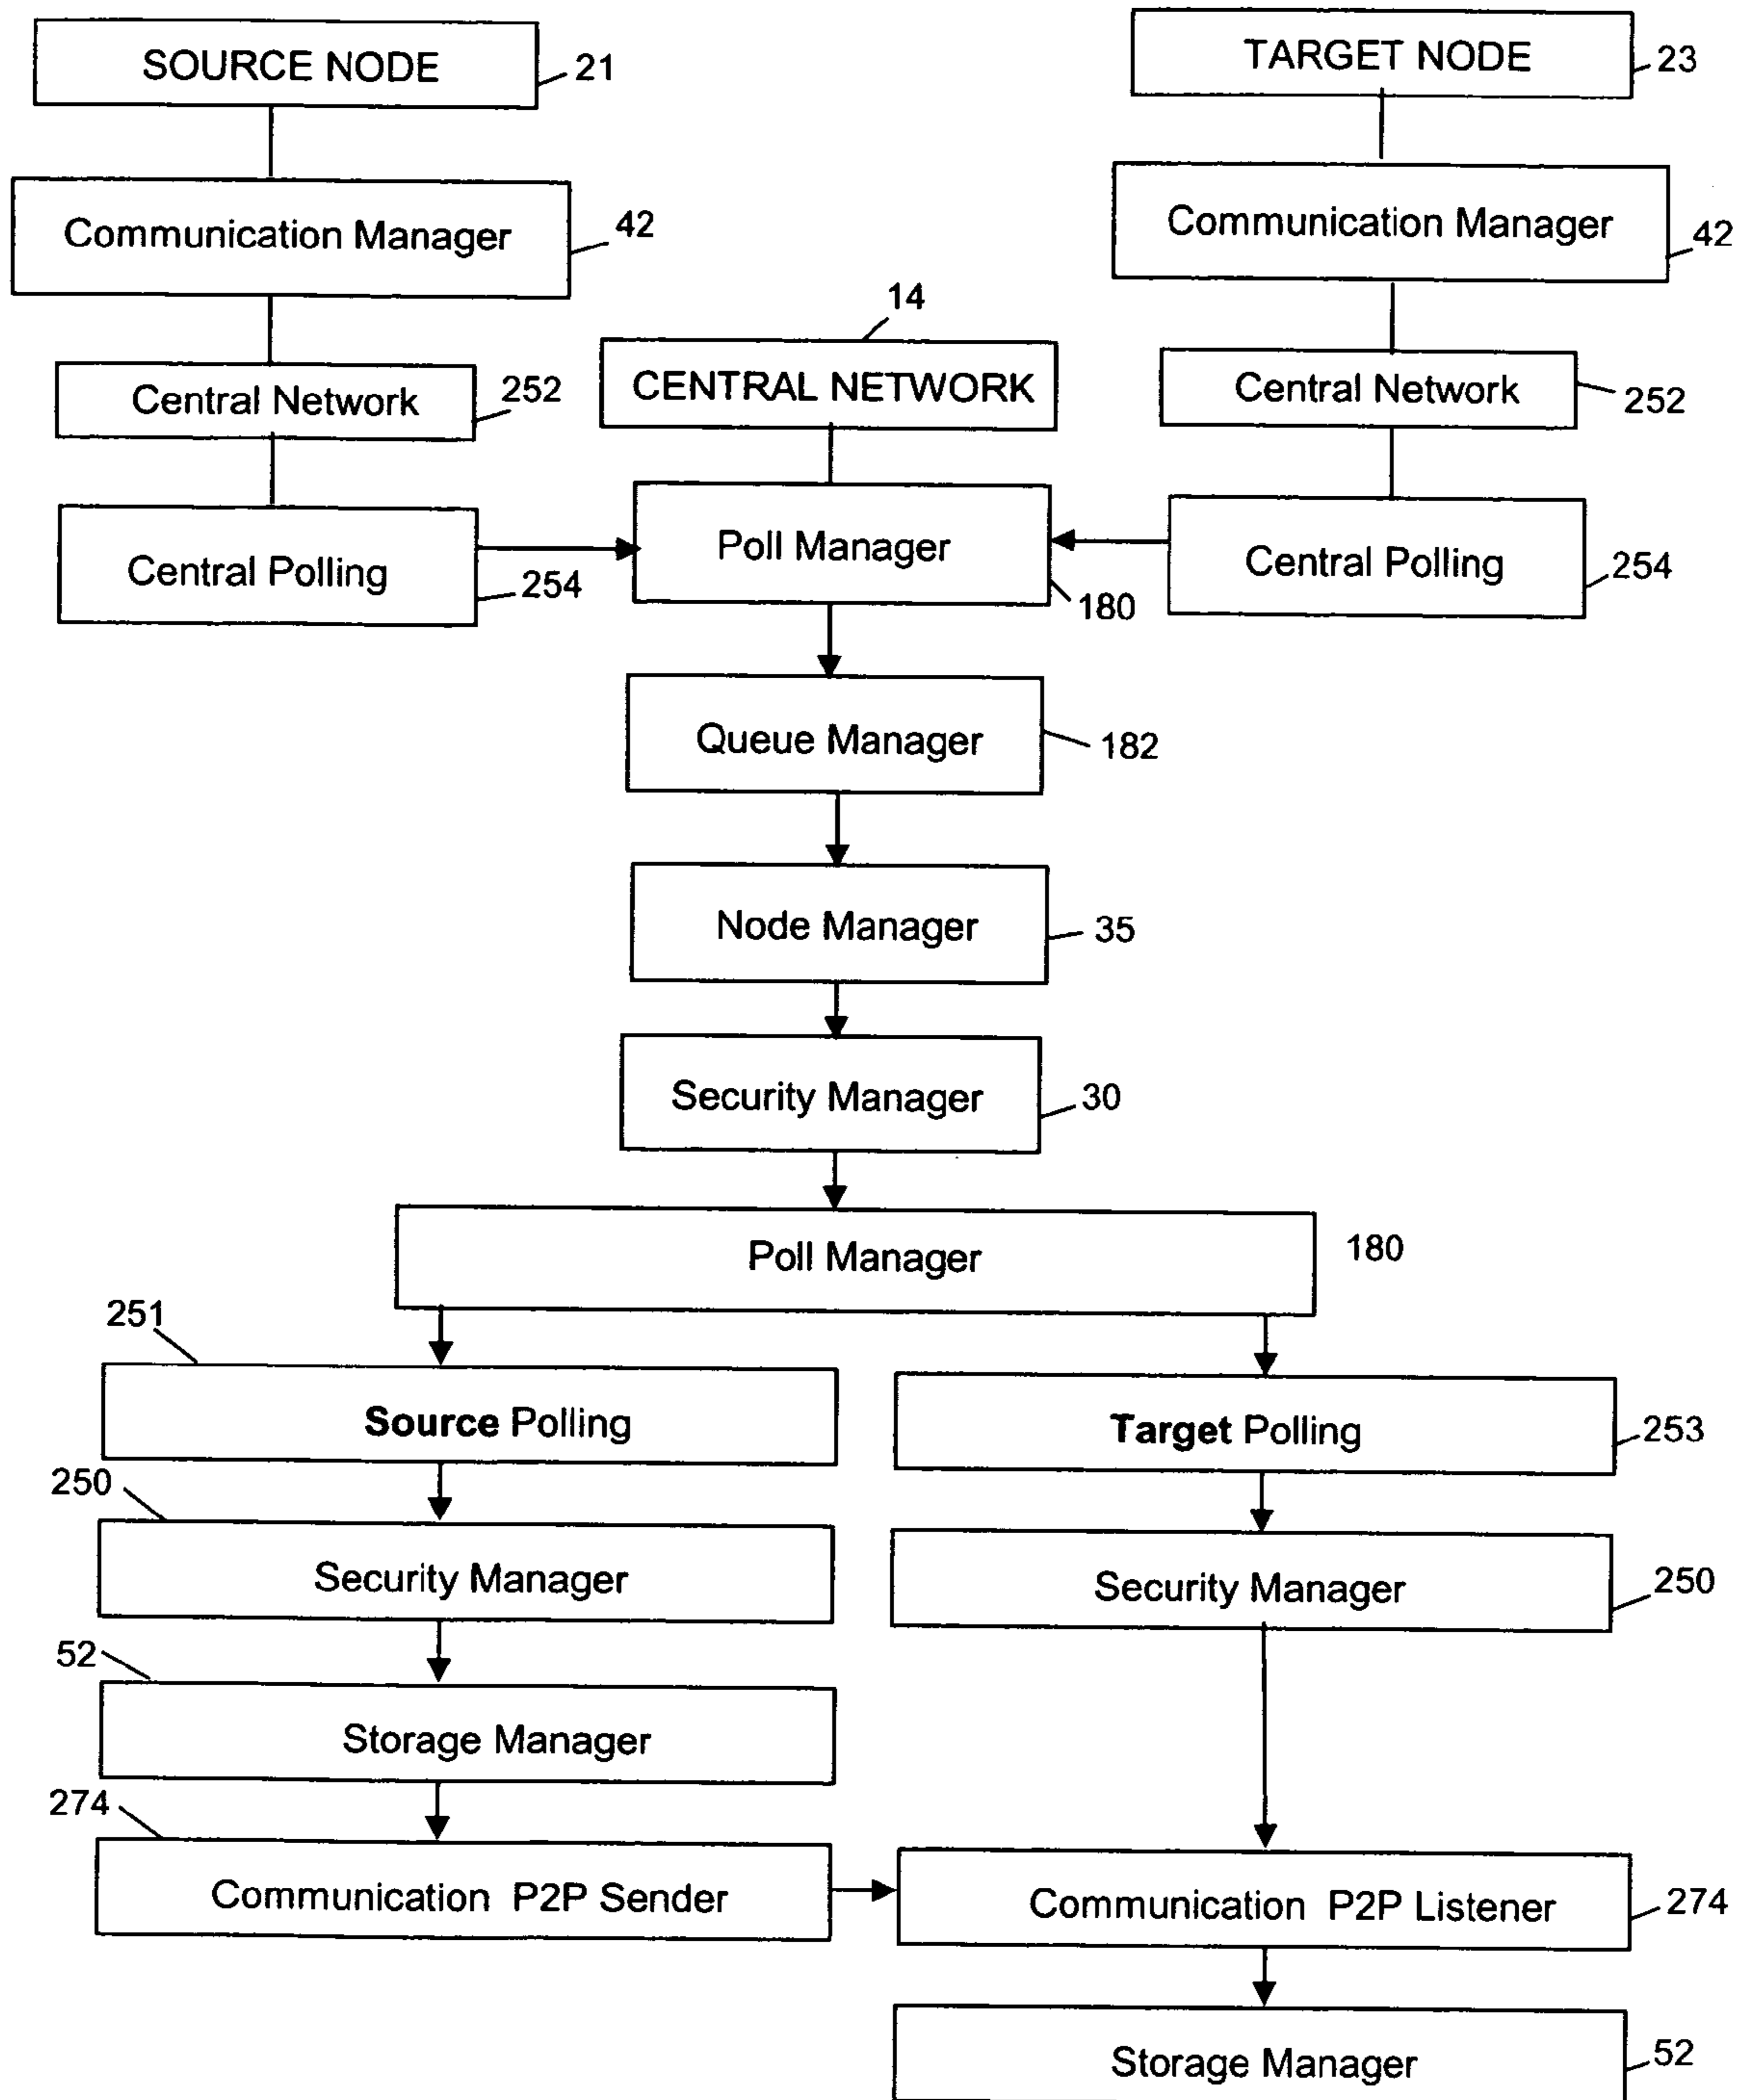 SOURCE NODE
21
TARGET NODE
23
Communication Manager
42
Communication Manager
42
14
Central Network
252
CENTRAL NETWORK
Central Network
252
Central Polling
254
Poll Manager
180
Central Polling
254
Queue Manager
182
Node Manager
35
Security Manager
30
Poll Manager
180
251
Source Polling
Target Polling
253
250
Security Manager
Security Manager
250
52
Storage Manager
274
Communication P2P Sender
Communication P2P Listener
274
Storage Manager
52